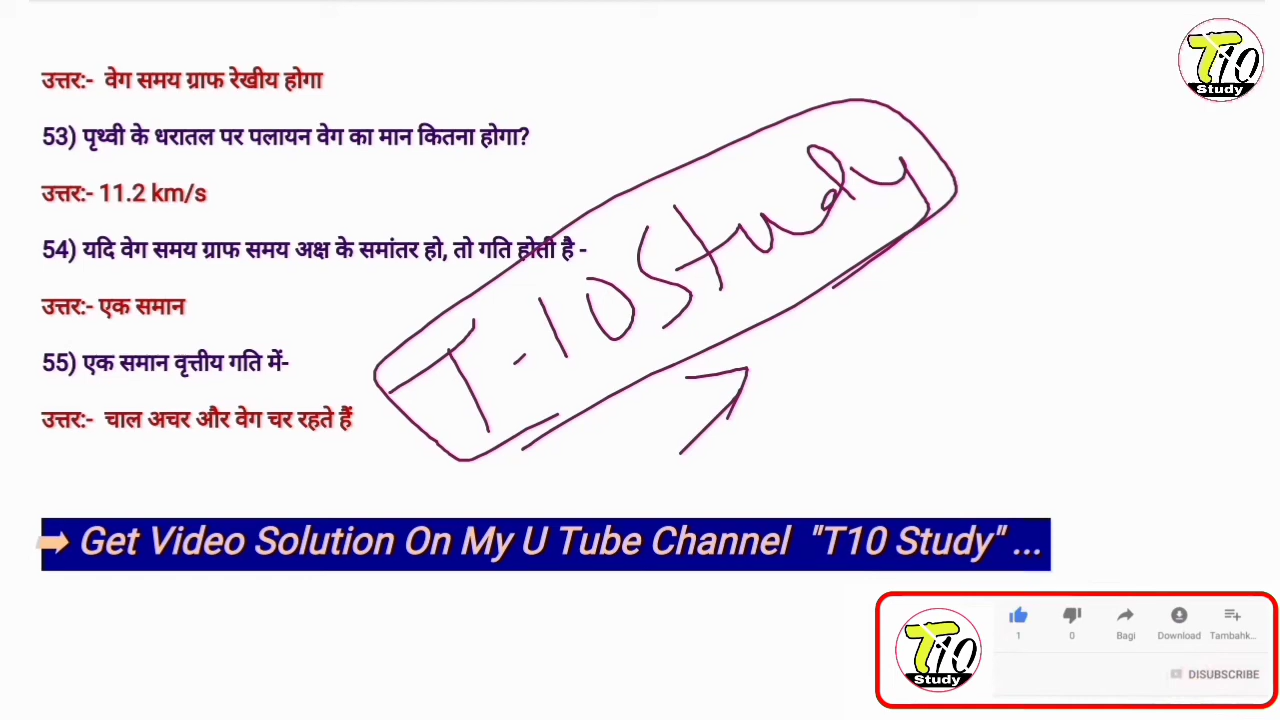 T10
Study
उत्तर:- वेग समय ग्राफ रेखीय होगा
53) पृथ्वी के धरातल पर पलायन वेग का मान कितना होगा?
उत्तर:- 11.2 km/s
54) यदि वेग समय ग्राफ समय अक्ष के समांतर हो, तो गति होती है -
उत्तर:- एक समान
55) एक समान वृत्तीय गति में-
उत्तर:- चाल अचर और वेग चर रहते हैं
T-10 Study
➡ Get Video Solution On My U Tube Channel "T10 Study" ...
T10
Study
1 0 Bagi Download Tambahk...
DISUBSCRIBE